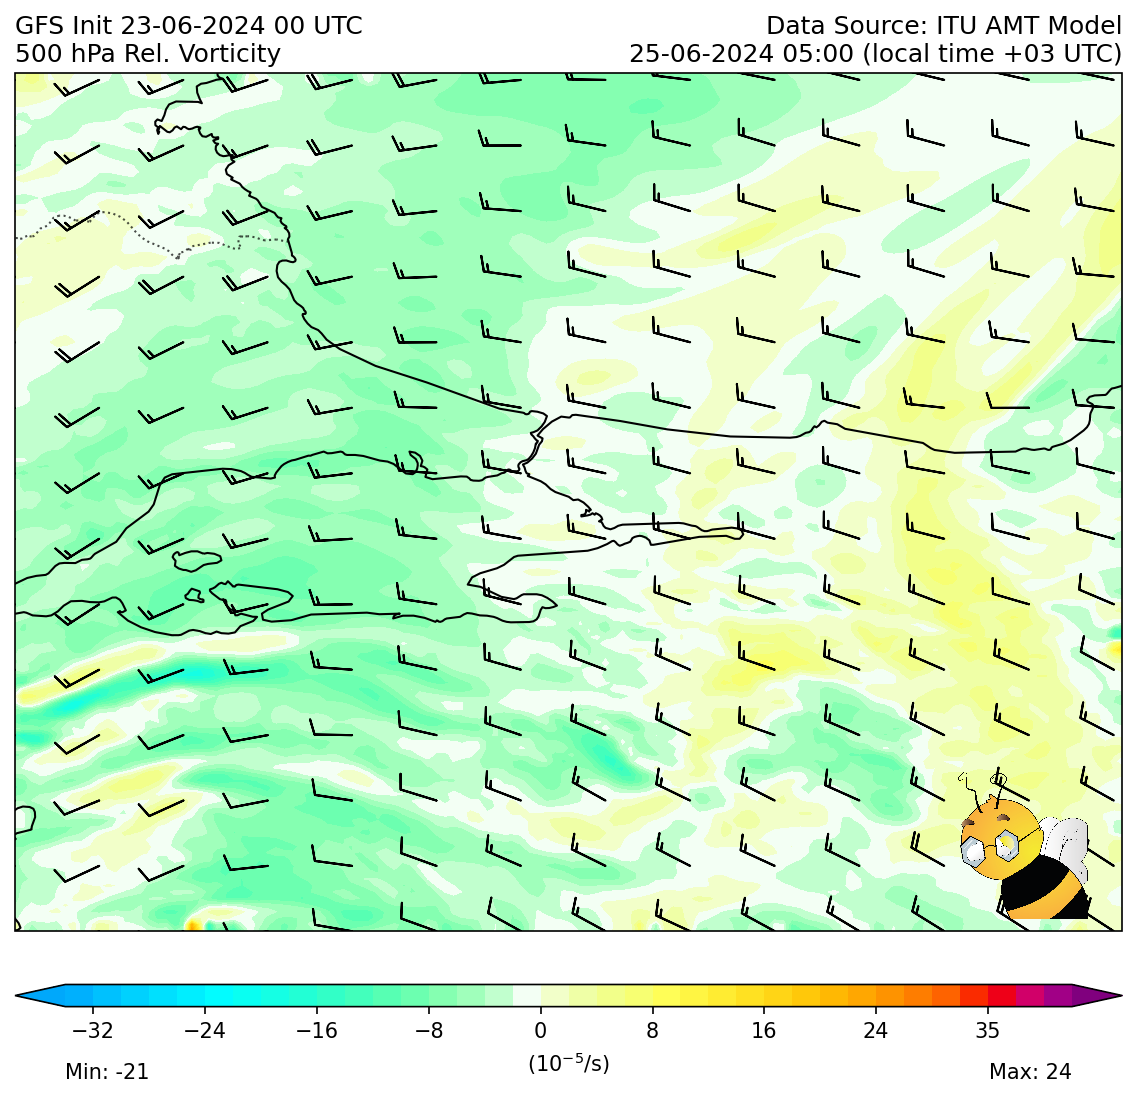 GFS Init 23-06-2024 00 UTC
Data Source: ITU AMT Model
500 hPa Rel. Vorticity
25-06-2024 05:00 (local time +03 UTC)
−32 −24 −16 −8 0 8 16 24 35
(10⁻⁵/s)
Min: -21
Max: 24